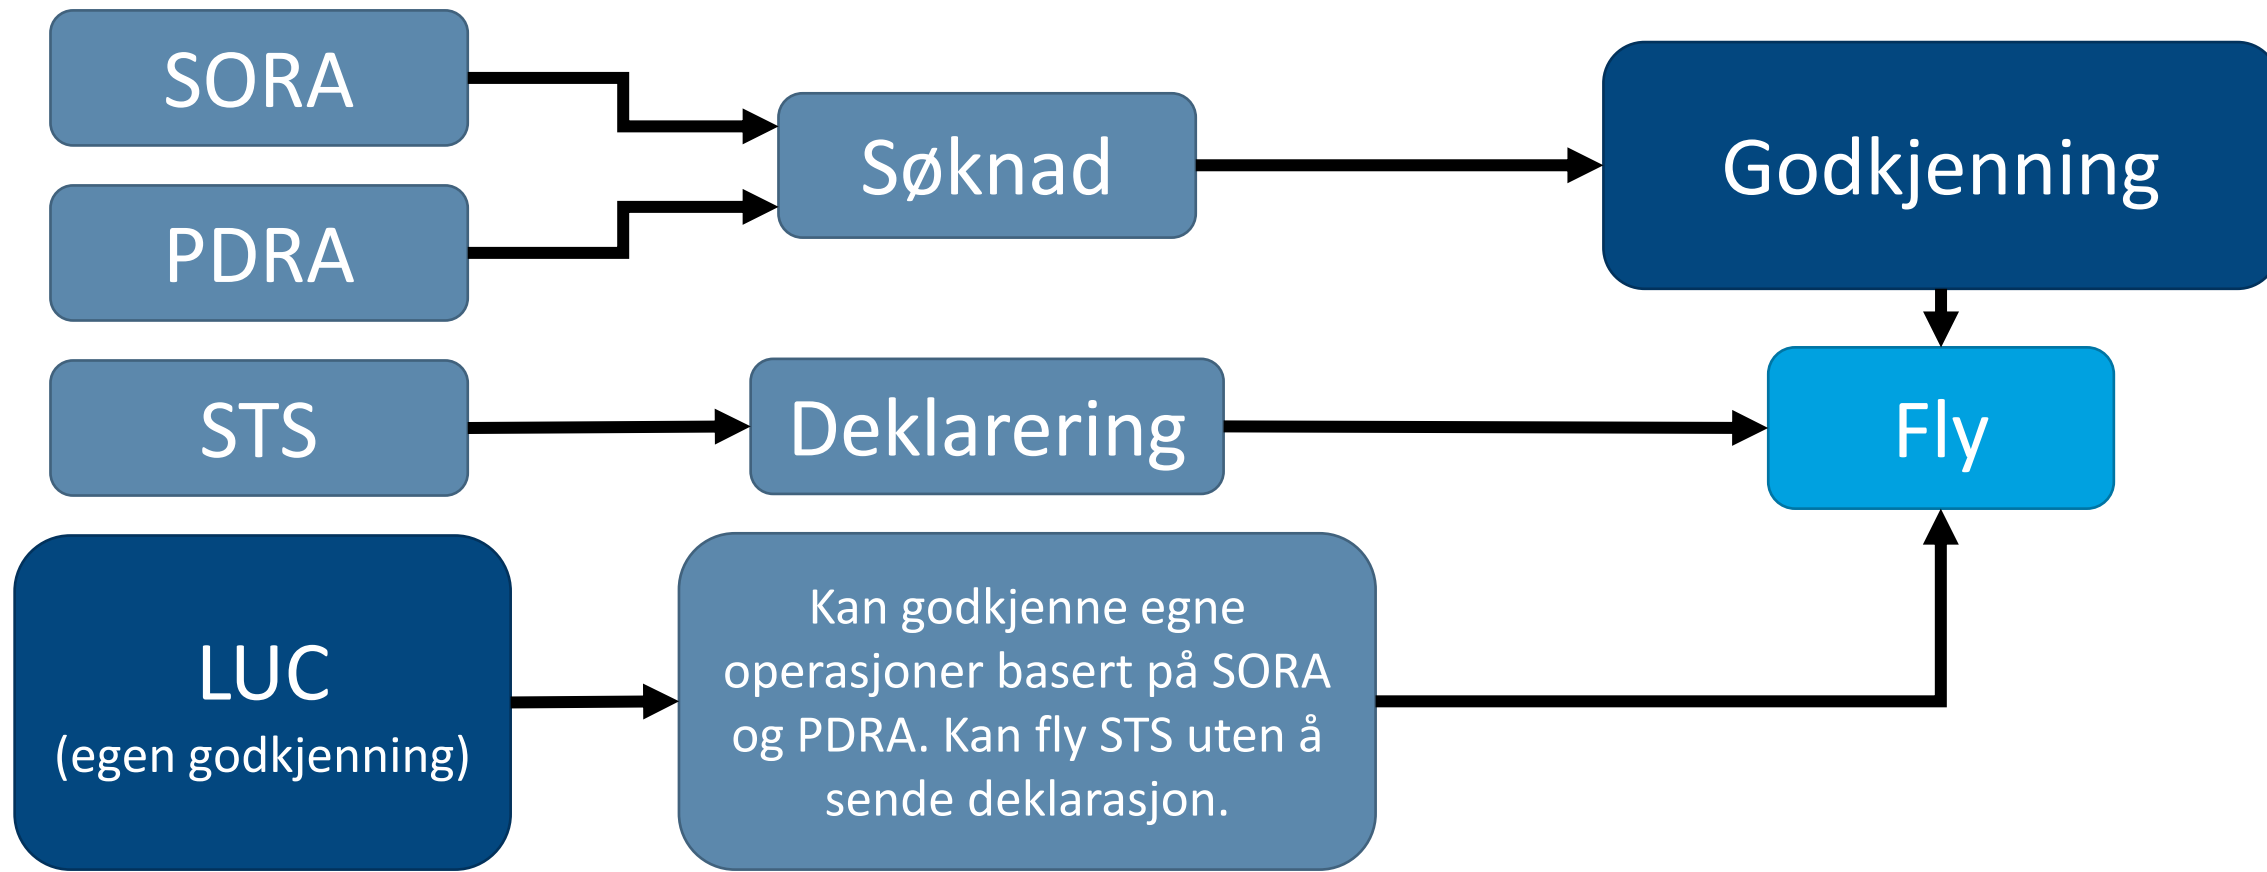 SORA
PDRA
Søknad
Godkjenning
STS
Deklarering
Fly
LUC
(egen godkjenning)
Kan godkjenne egne
operasjoner basert på SORA
og PDRA. Kan fly STS uten å
sende deklarasjon.